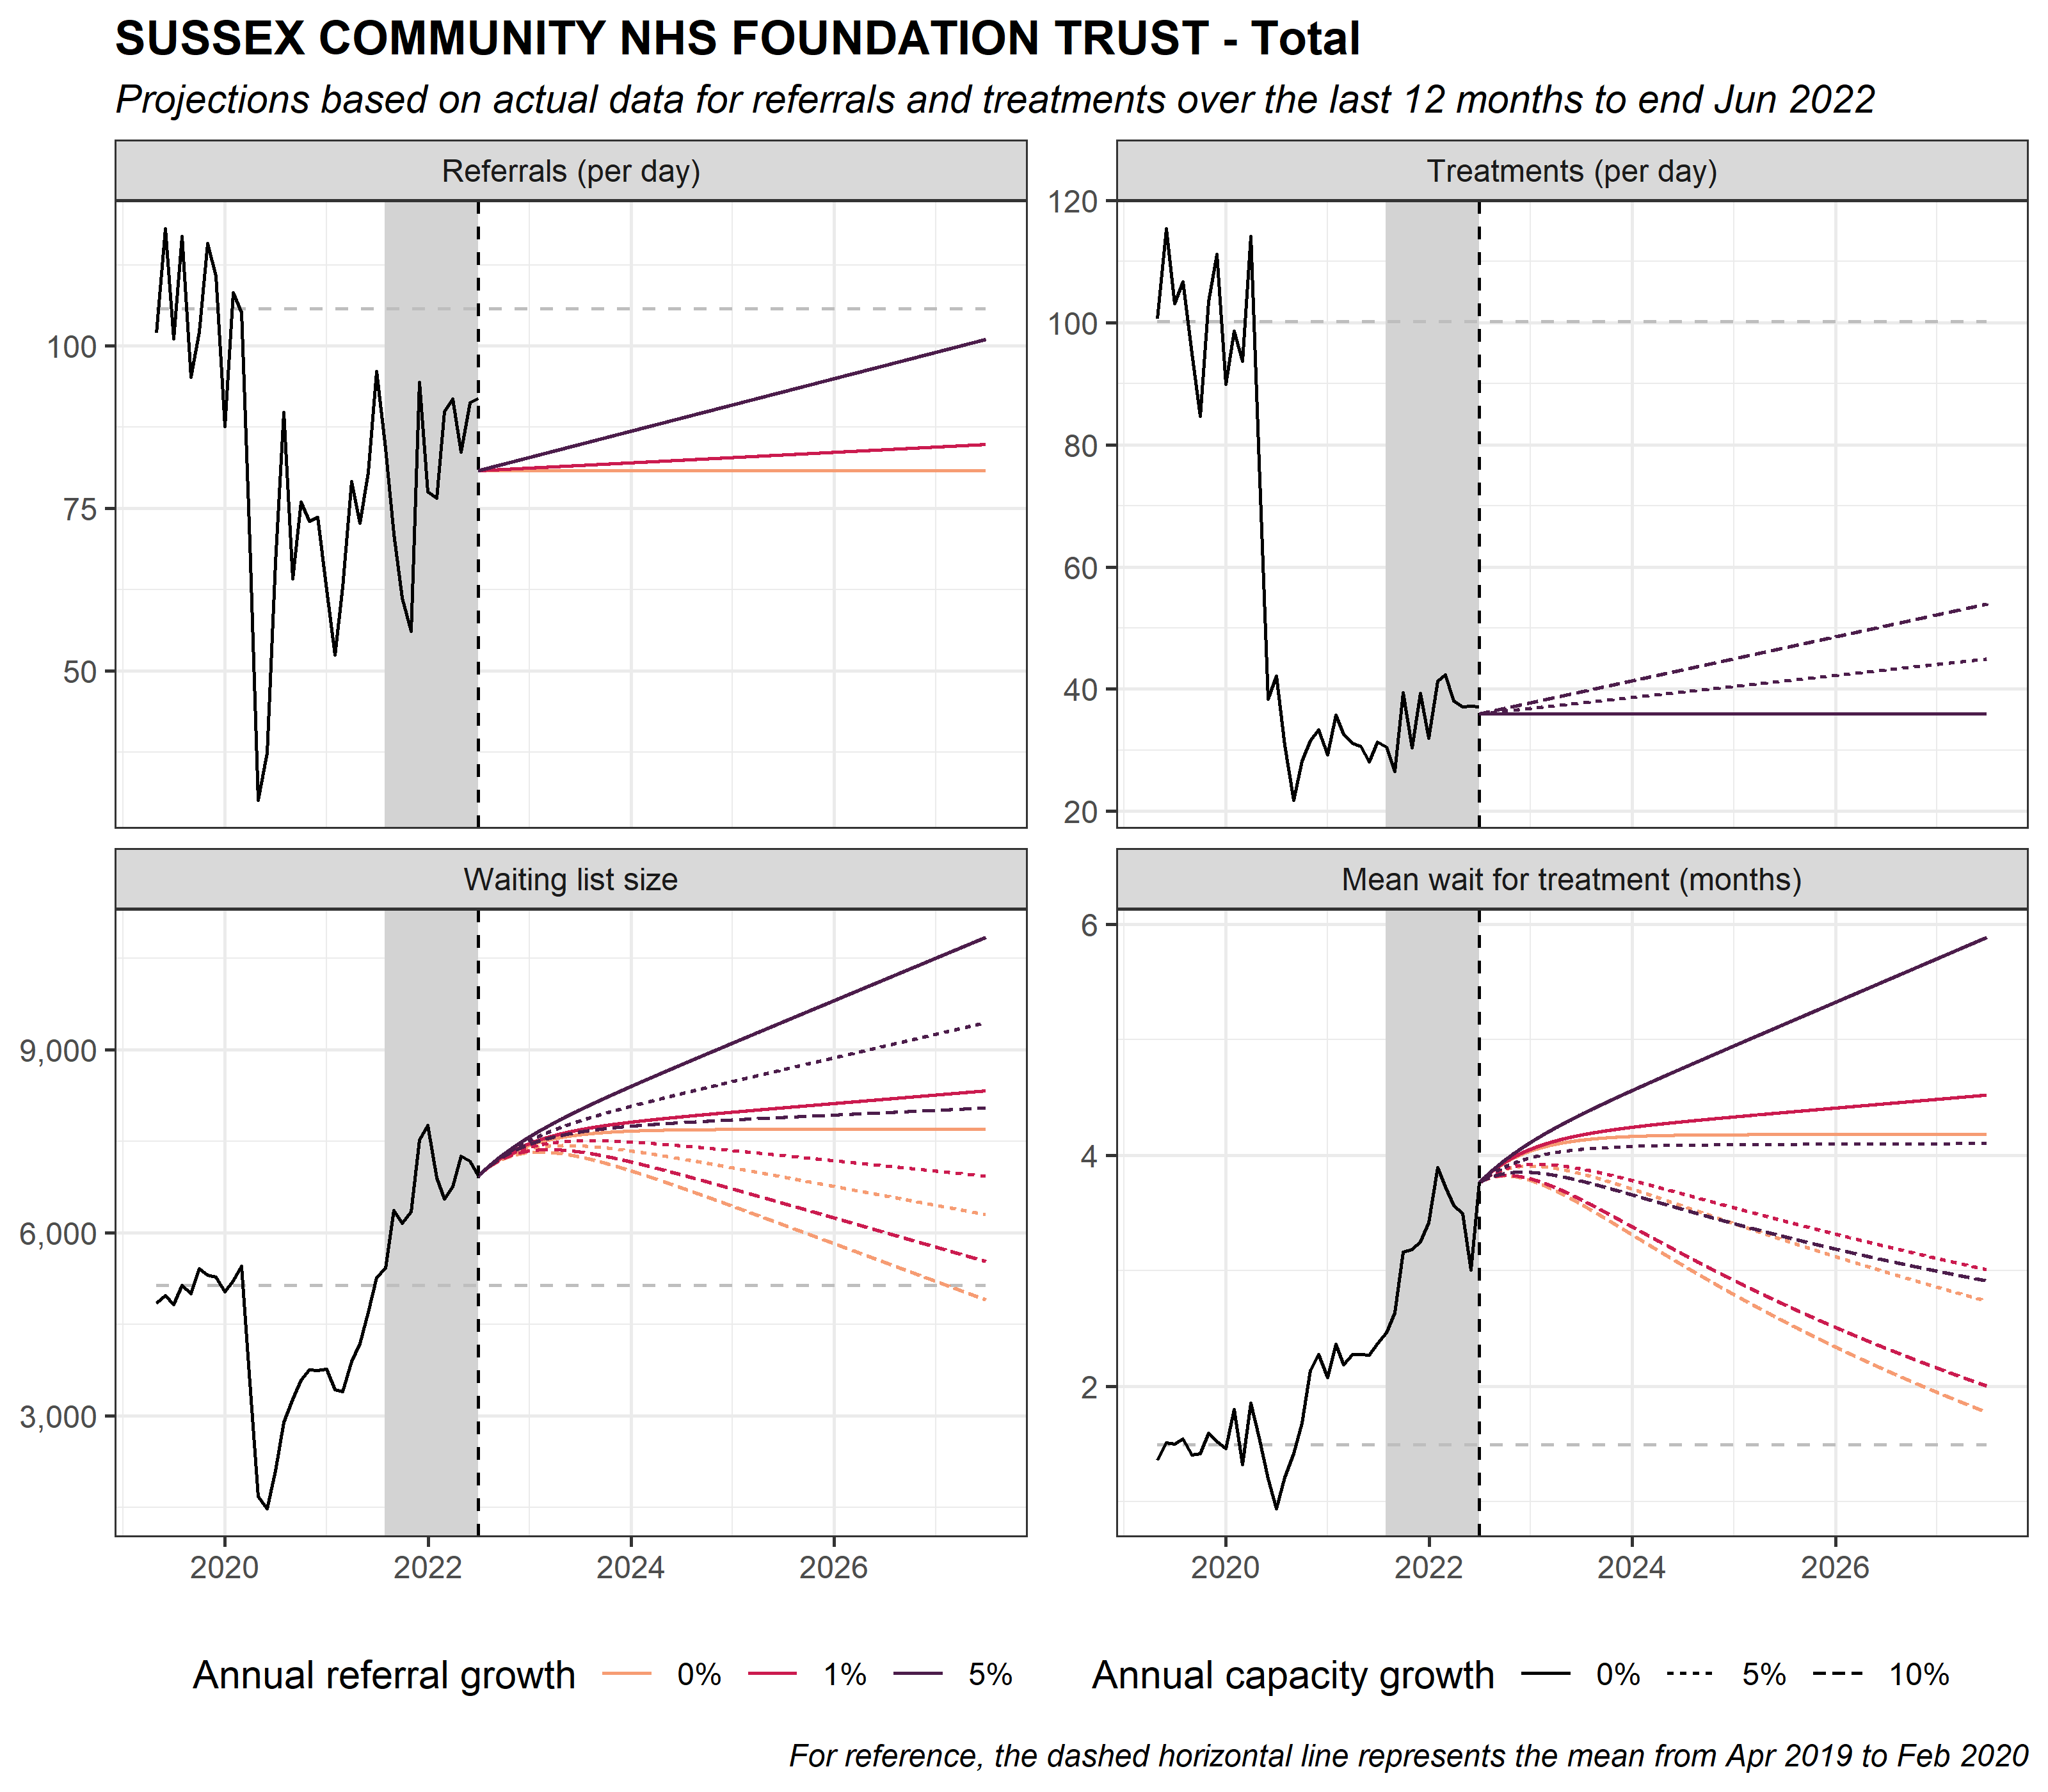 SUSSEX COMMUNITY NHS FOUNDATION TRUST - Total
Projections based on actual data for referrals and treatments over the last 12 months to end Jun 2022
Referrals (per day)
100
75
50
Treatments (per day)
120
100
80
60
40
20
Waiting list size
9,000
6,000
3,000
2020 2022 2024 2026
Mean wait for treatment (months)
6
4
2
2020 2022 2024 2026
Annual referral growth 0% 1% 5%
Annual capacity growth 0% 5% 10%
For reference, the dashed horizontal line represents the mean from Apr 2019 to Feb 2020